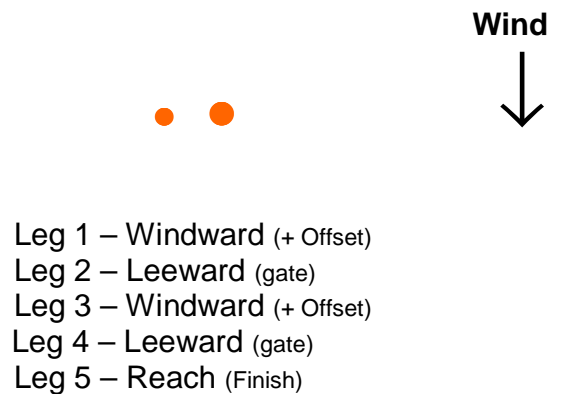 Wind
Leg 1 – Windward (+ Offset)
Leg 2 – Leeward (gate)
Leg 3 – Windward (+ Offset)
Leg 4 – Leeward (gate)
Leg 5 – Reach (Finish)